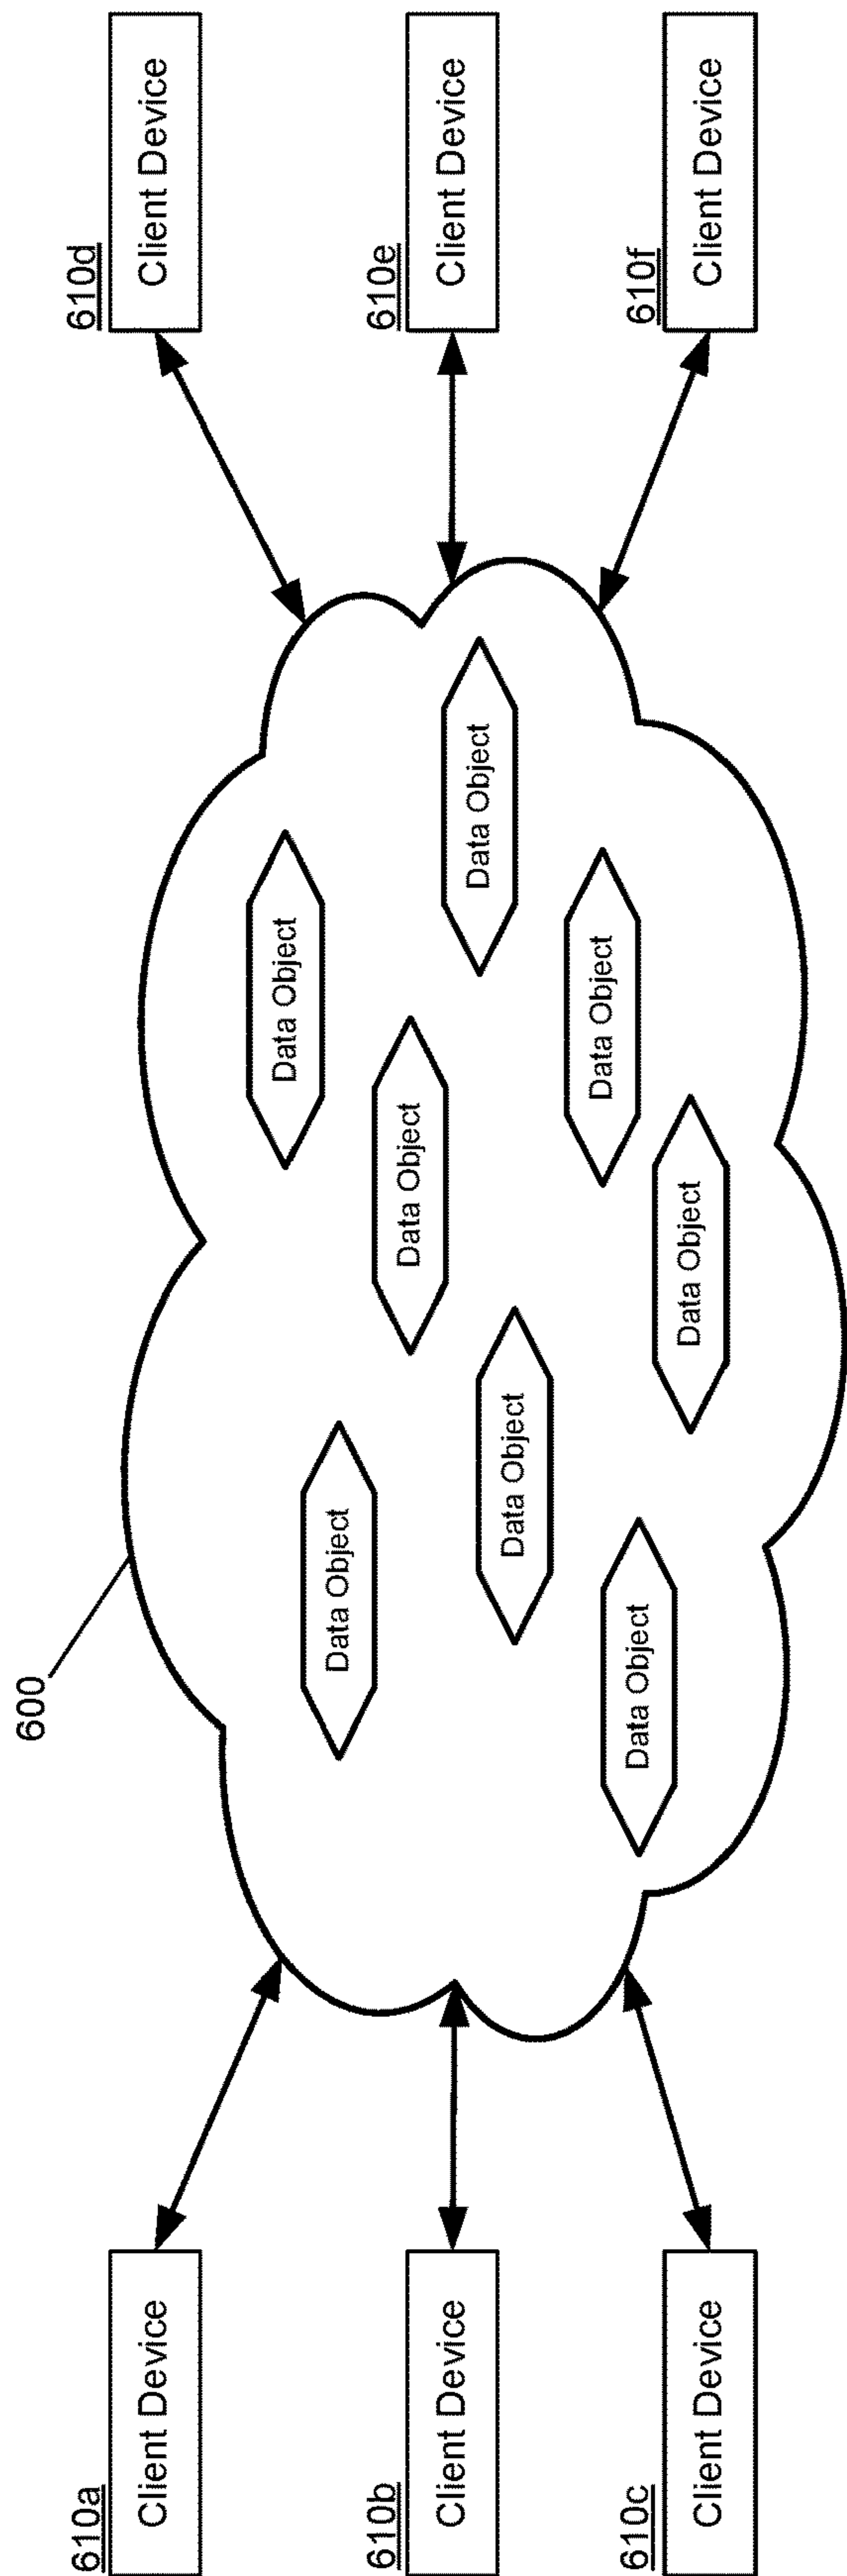 600
610a
610d
Client Device
Client Device
Data Object
Data Object
610b
610e
Data Object
Client Device
Client Device
Data Object
Data Object
Data Object
610c
610f
Data Object
Data Object
Client Device
Client Device